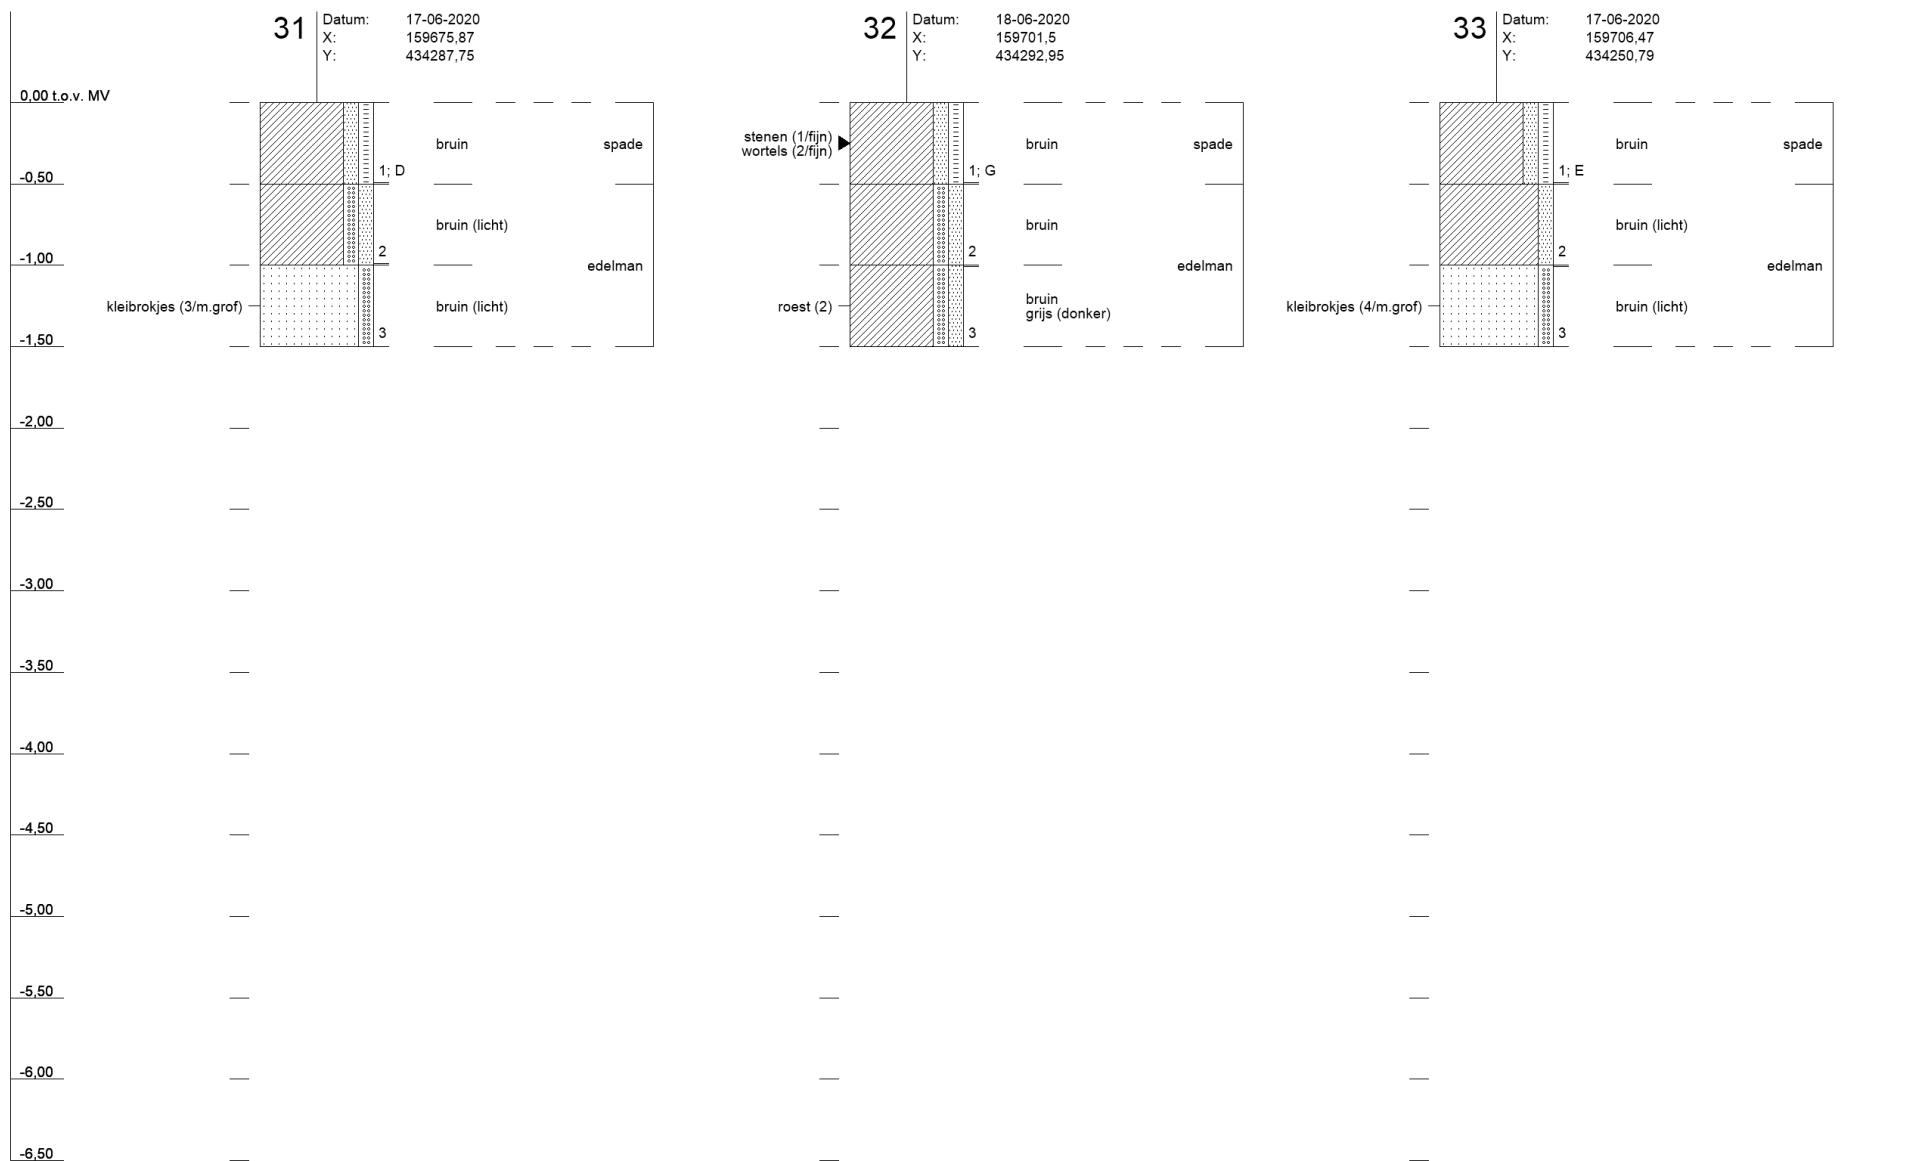 31
Datum: 17-06-2020
X: 159675,87
Y: 434287,75
32
Datum: 18-06-2020
X: 159701,5
Y: 434292,95
33
Datum: 17-06-2020
X: 159706,47
Y: 434250,79
0,00 t.o.v. MV
-0,50
-1,00
-1,50
-2,00
-2,50
-3,00
-3,50
-4,00
-4,50
-5,00
-5,50
-6,00
-6,50
bruin
spade
1; D
bruin (licht)
2
edelman
kleibrokjes (3/m.grof)
bruin (licht)
3
stenen (1/fijn)
wortels (2/fijn)
bruin
spade
1; G
bruin
2
edelman
roest (2)
bruin
grijs (donker)
3
bruin
spade
1; E
bruin (licht)
2
edelman
kleibrokjes (4/m.grof)
bruin (licht)
3